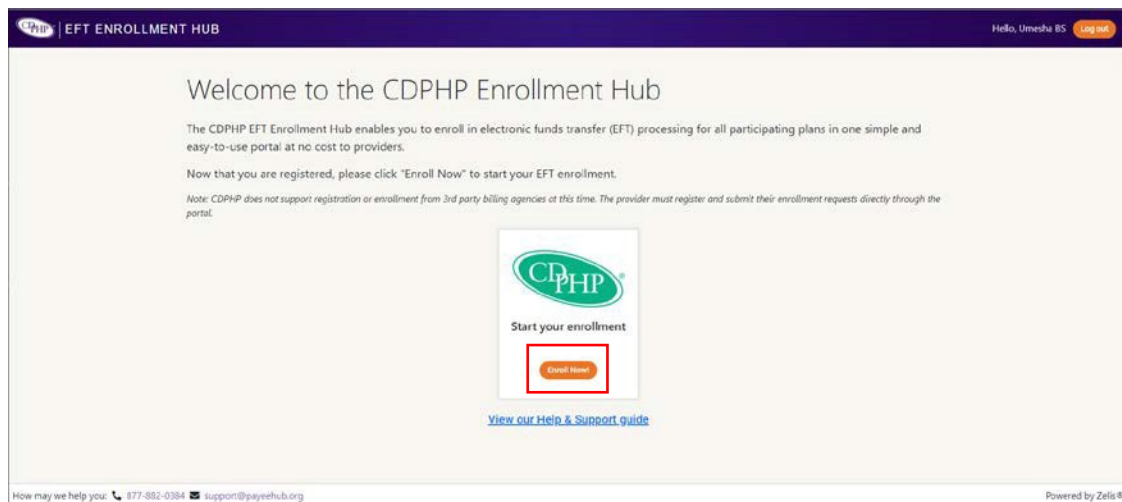 CDPHP EFT ENROLLMENT HUB
Hello, Umesha BS Log out
Welcome to the CDPHP Enrollment Hub
The CDPHP EFT Enrollment Hub enables you to enroll in electronic funds transfer (EFT) processing for all participating plans in one simple and
easy-to-use portal at no cost to providers.
Now that you are registered, please click "Enroll Now" to start your EFT enrollment.
Note: CDPHP does not support registration or enrollment from 3rd party billing agencies at this time. The provider must register and submit their enrollment requests directly through the
portal.
CDPHP®
Start your enrollment
Enroll Now!
View our Help & Support guide
How may we help you: 877-882-0384 support@payeehub.org
Powered by Zelis®